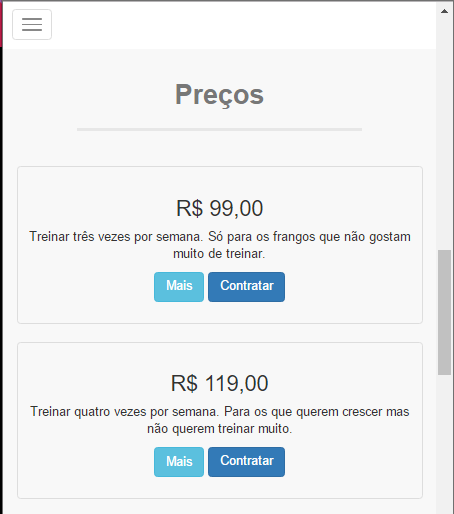 Preços
R$ 99,00
Treinar três vezes por semana. Só para os frangos que não gostam
muito de treinar.
Mais Contratar
R$ 119,00
Treinar quatro vezes por semana. Para os que querem crescer mas
não querem treinar muito.
Mais Contratar